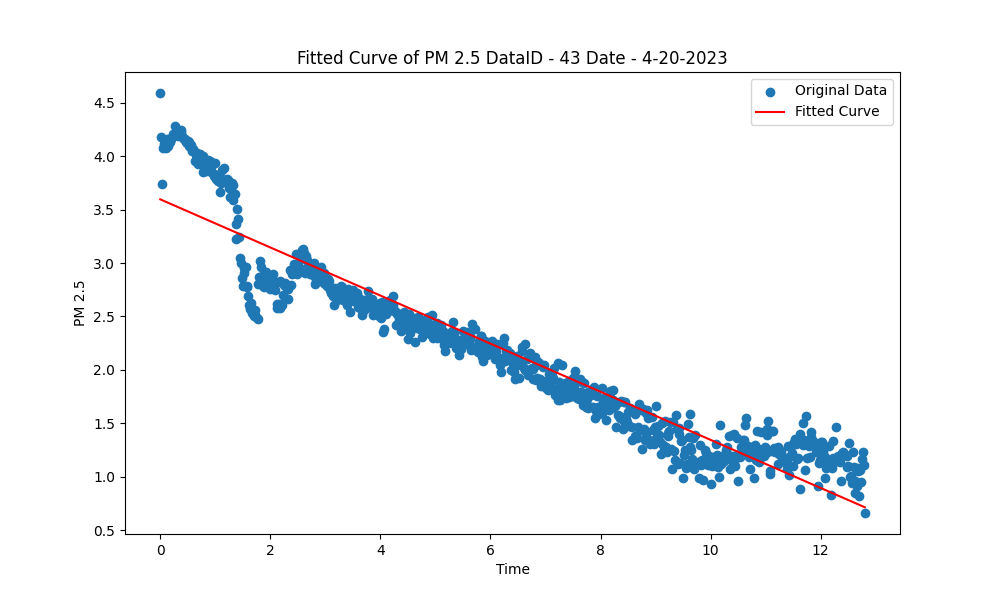 Fitted Curve of PM 2.5 DataID - 43 Date - 4-20-2023
Original Data
Fitted Curve
4.5
4.0
3.5
3.0
2.5
2.0
1.5
1.0
0.5
PM 2.5
0 2 4 6 8 10 12
Time